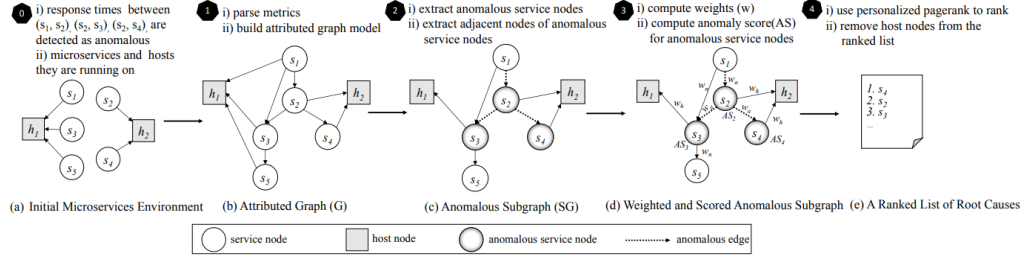 0
i) response times between
(s1, s2), (s2, s3), (s2, s4), are
detected as anomalous
ii) microservices and hosts
they are running on
1
i) parse metrics
ii) build attributed graph model
2
i) extract anomalous service nodes
ii) extract adjacent nodes of anomalous
service nodes
3
i) compute weights (w)
ii) compute anomaly score(AS)
for anomalous service nodes
4
i) use personalized pagerank to rank
ii) remove host nodes from the
ranked list
s1
s2
h1
s3
h2
s4
s5
s1
h1
s2
h2
s3
s4
s5
s1
h1
s2
h2
s3
s4
s5
s1
wn
wa
h1
wh
s2
wh
h2
wa
wa
AS2
wh
s3
s4
AS3
AS4
wn
s5
1. s4
2. s2
3. s3
...
(a) Initial Microservices Environment
(b) Attributed Graph (G)
(c) Anomalous Subgraph (SG)
(d) Weighted and Scored Anomalous Subgraph
(e) A Ranked List of Root Causes
service node
host node
anomalous service node
anomalous edge